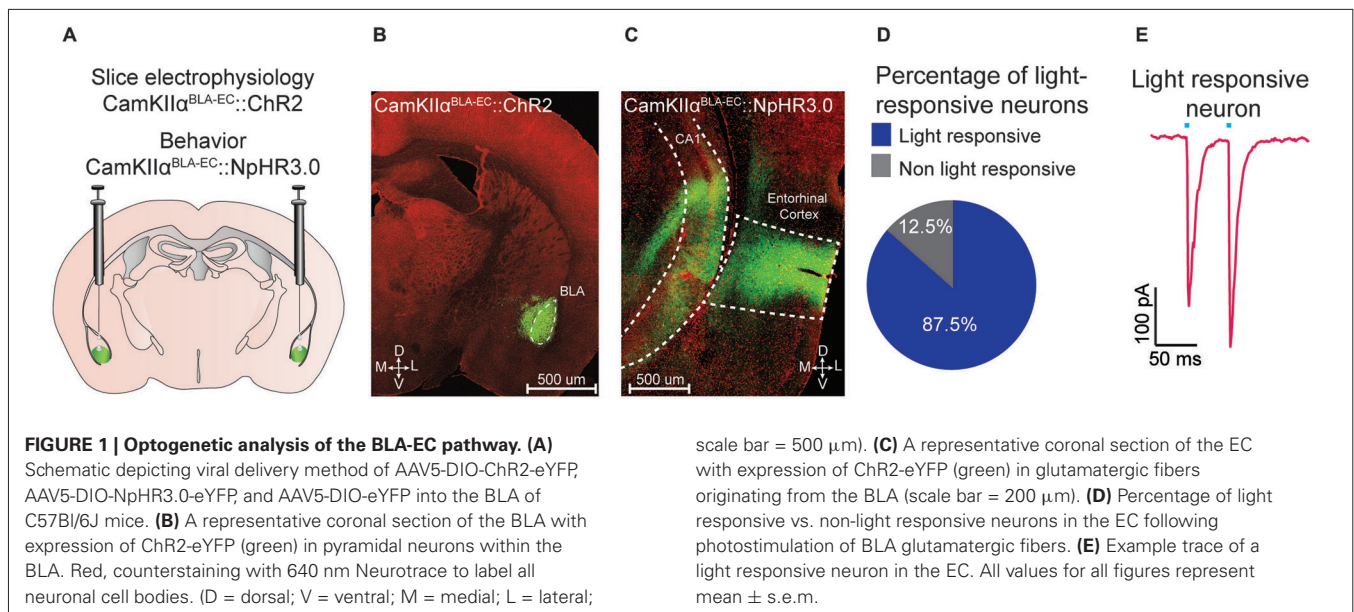 A
Slice electrophysiology
CamKIIα^BLA-EC::ChR2
Behavior
CamKIIα^BLA-EC::NpHR3.0
B
CamKIIα^BLA-EC::ChR2
BLA
D
M L
V
500 um
C
CamKIIα^BLA-EC::NpHR3.0
CA1
Entorhinal
Cortex
D
M L
V
500 um
D
Percentage of light-
responsive neurons
Light responsive
Non light responsive
12.5%
87.5%
E
Light responsive
neuron
100 pA
50 ms
FIGURE 1 | Optogenetic analysis of the BLA-EC pathway. (A)
Schematic depicting viral delivery method of AAV5-DIO-ChR2-eYFP,
AAV5-DIO-NpHR3.0-eYFP, and AAV5-DIO-eYFP into the BLA of
C57Bl/6J mice. (B) A representative coronal section of the BLA with
expression of ChR2-eYFP (green) in pyramidal neurons within the
BLA. Red, counterstaining with 640 nm Neurotrace to label all
neuronal cell bodies. (D = dorsal; V = ventral; M = medial; L = lateral;
scale bar = 500 μm). (C) A representative coronal section of the EC
with expression of ChR2-eYFP (green) in glutamatergic fibers
originating from the BLA (scale bar = 200 μm). (D) Percentage of light
responsive vs. non-light responsive neurons in the EC following
photostimulation of BLA glutamatergic fibers. (E) Example trace of a
light responsive neuron in the EC. All values for all figures represent
mean ± s.e.m.